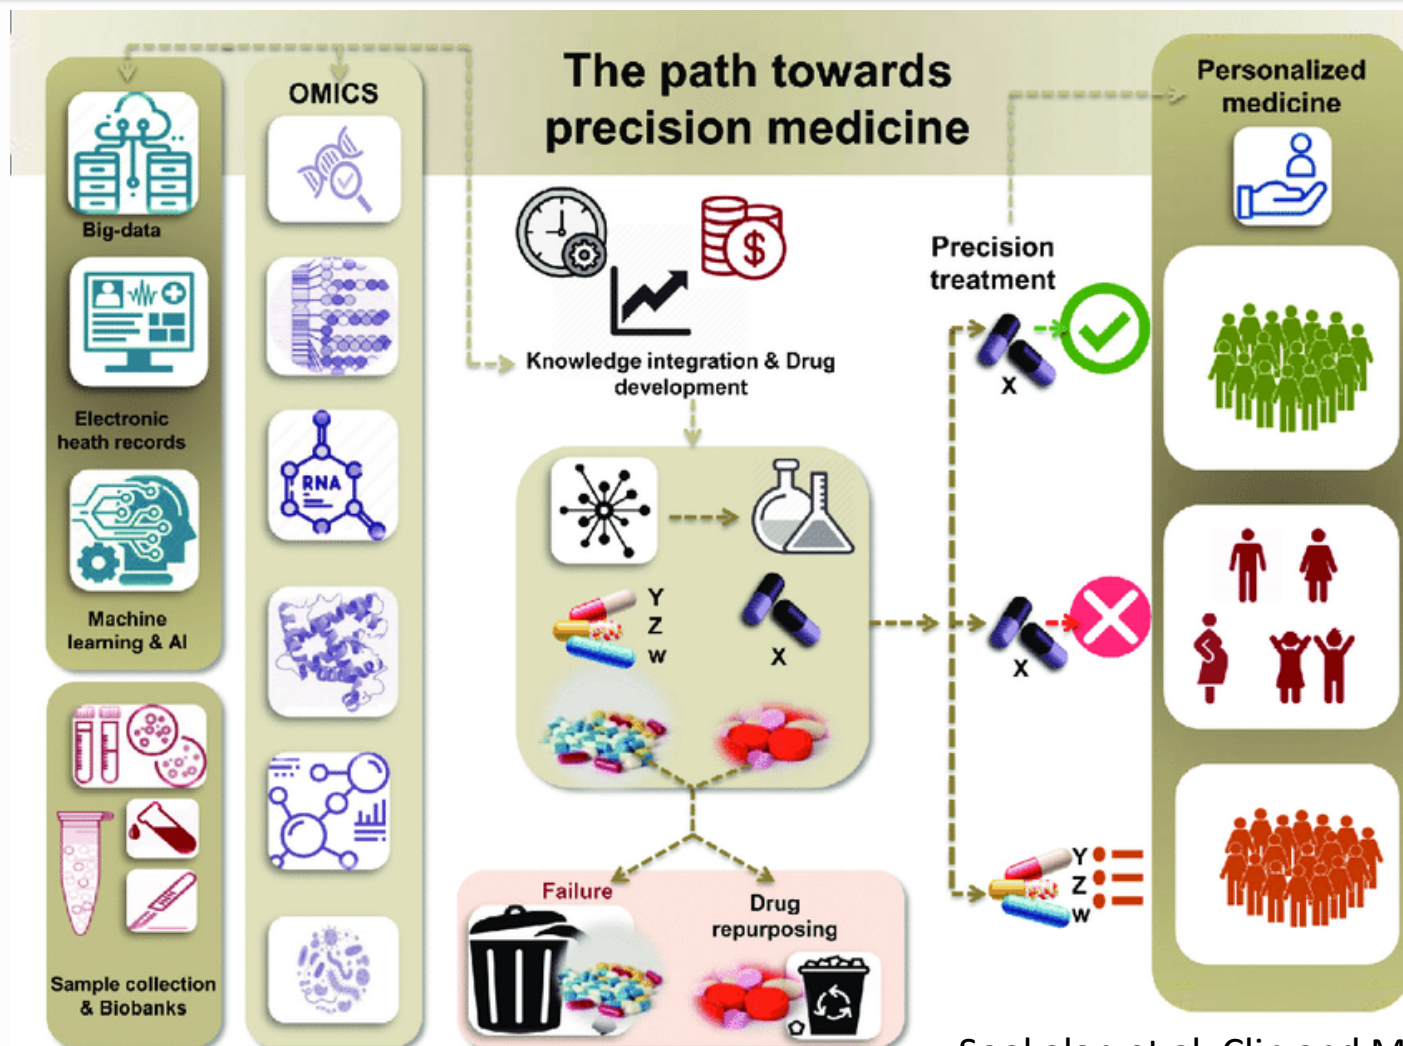 The path towards
precision medicine
Big-data
Electronic
heath records
Machine
learning & AI
Sample collection
& Biobanks
OMICS
RNA
$
Knowledge integration & Drug
development
Y
Z
w
X
Failure
Drug
repurposing
Precision
treatment
X
X
Y
Z
w
Personalized
medicine